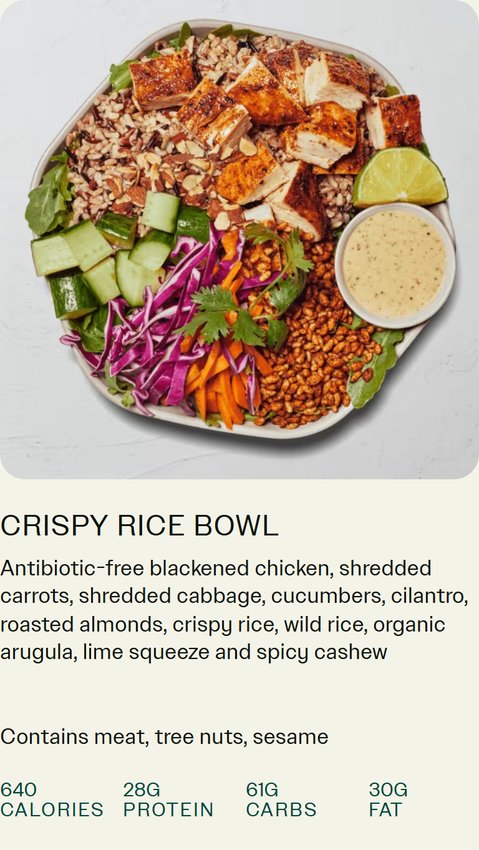 CRISPY RICE BOWL
Antibiotic-free blackened chicken, shredded
carrots, shredded cabbage, cucumbers, cilantro,
roasted almonds, crispy rice, wild rice, organic
arugula, lime squeeze and spicy cashew
Contains meat, tree nuts, sesame
640 28G 61G 30G
CALORIES PROTEIN CARBS FAT